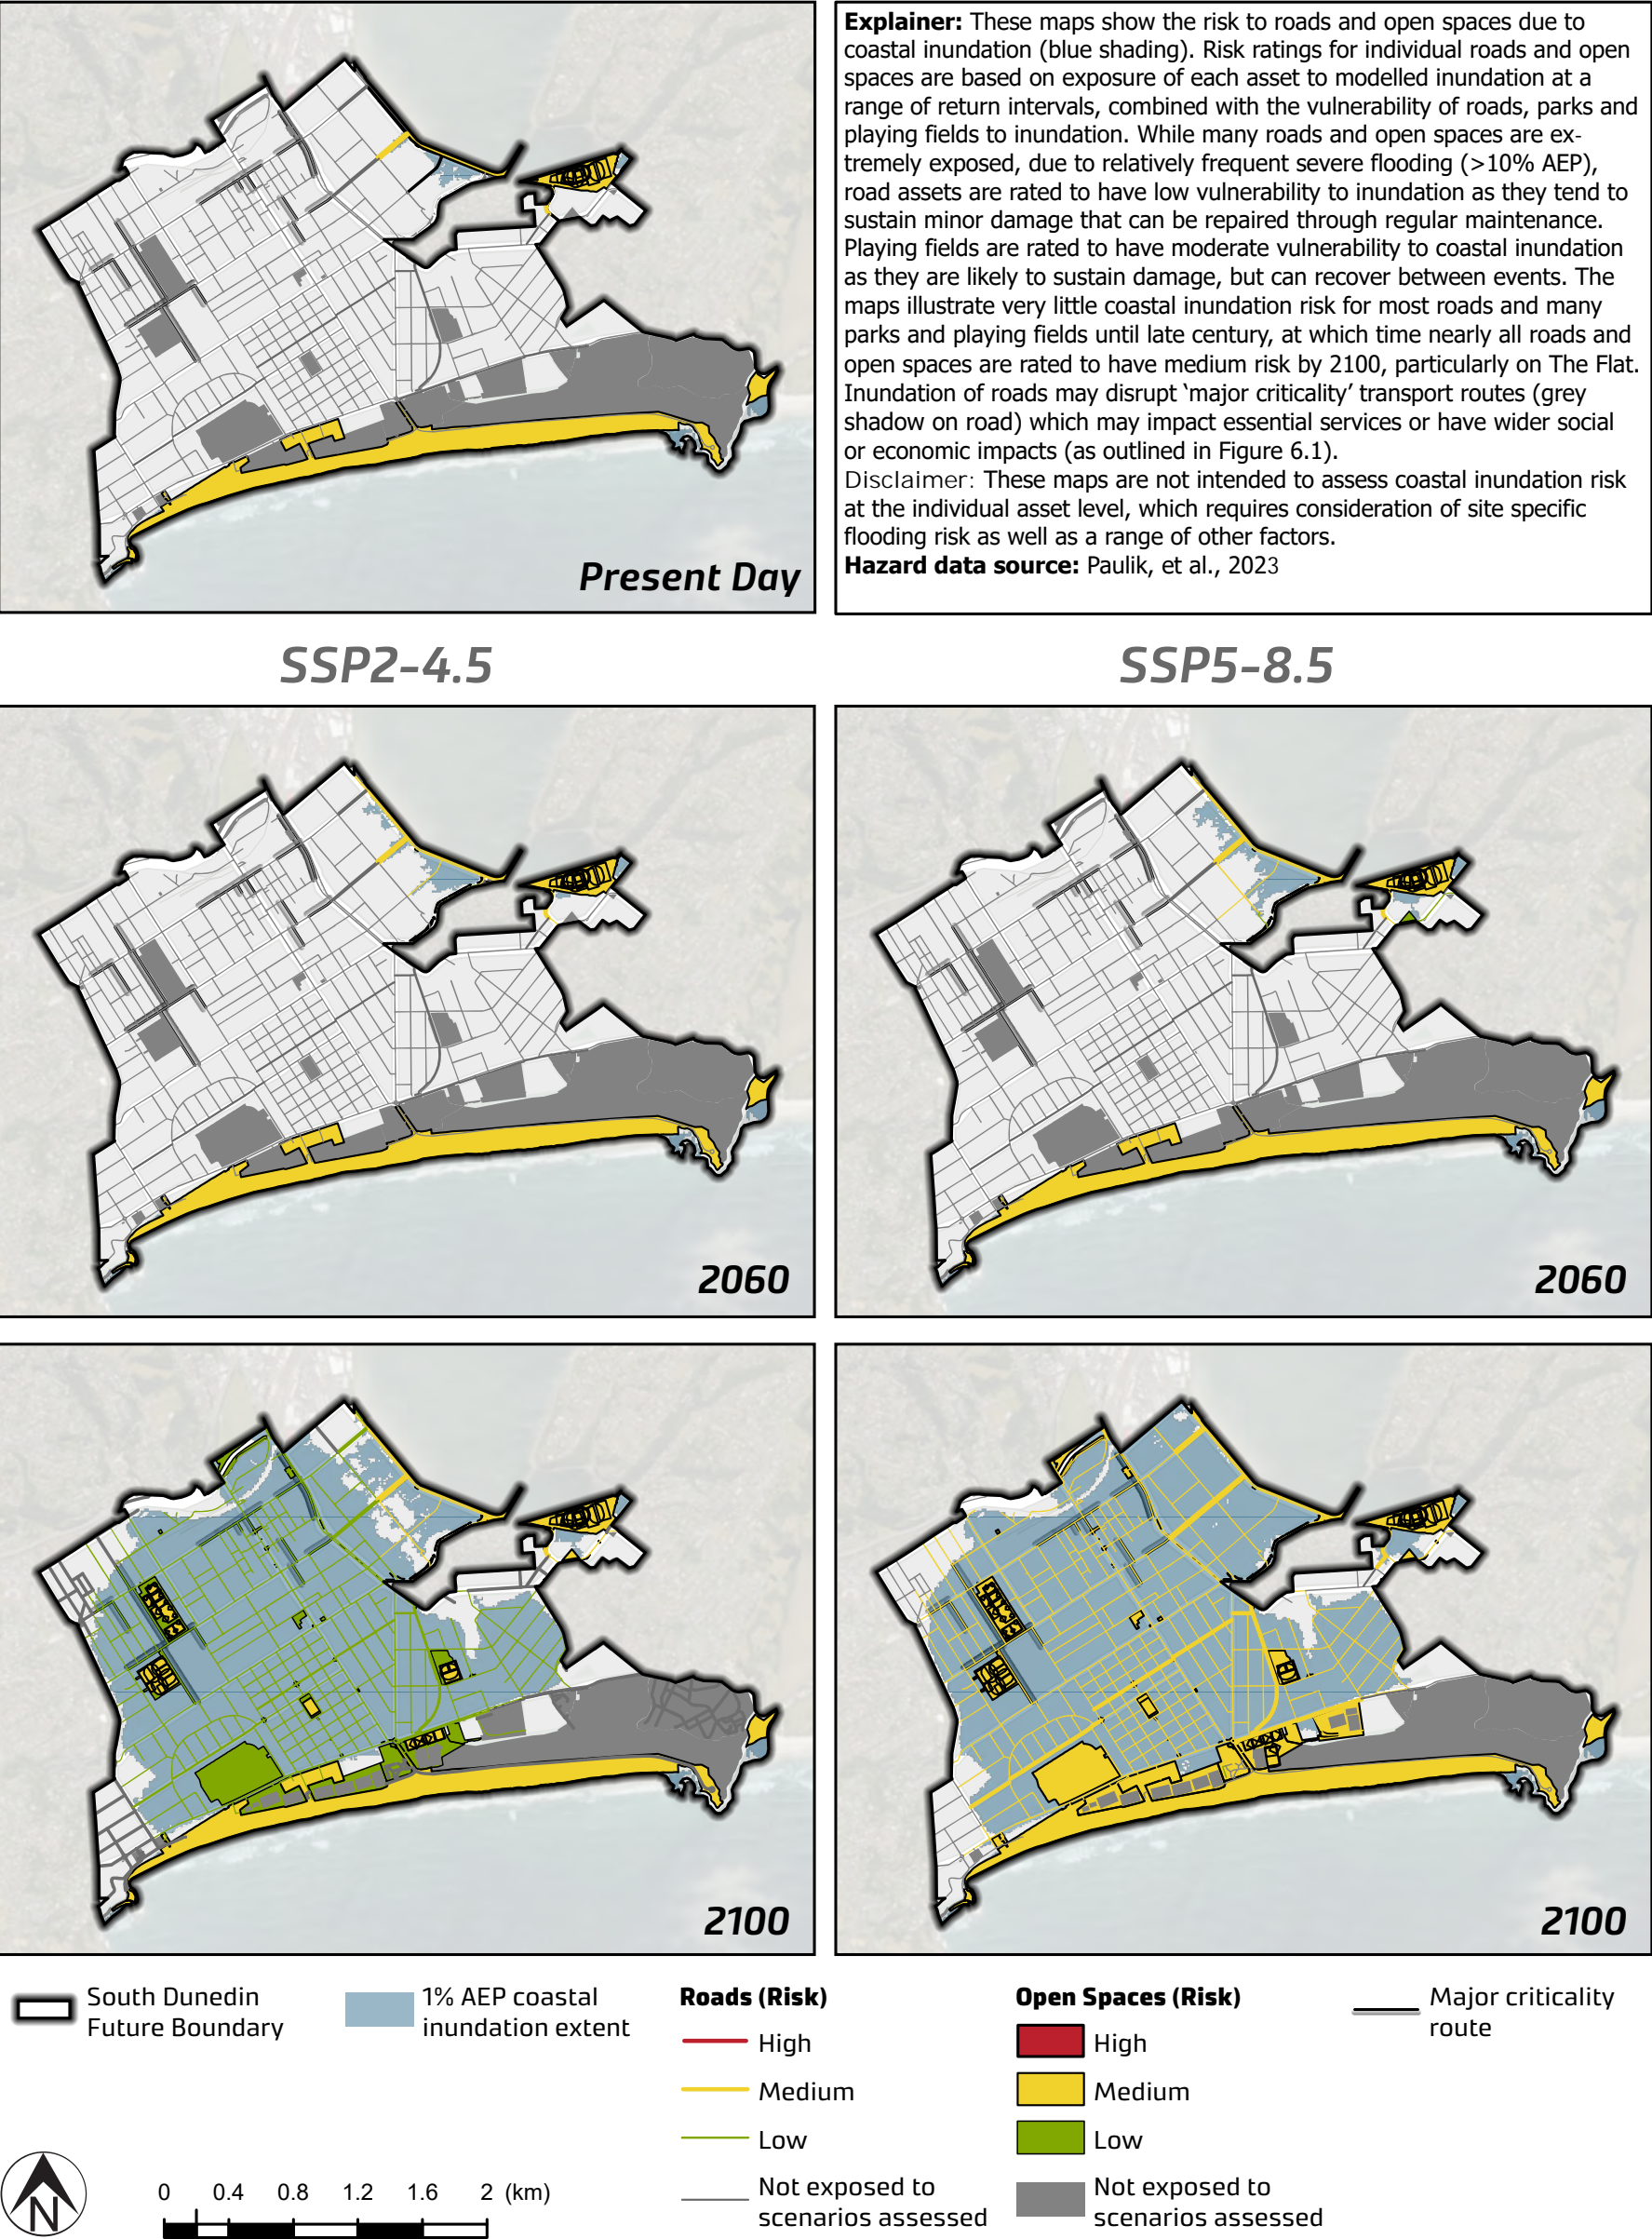 Explainer: These maps show the risk to roads and open spaces due to
coastal inundation (blue shading). Risk ratings for individual roads and open
spaces are based on exposure of each asset to modelled inundation at a
range of return intervals, combined with the vulnerability of roads, parks and
playing fields to inundation. While many roads and open spaces are ex-
tremely exposed, due to relatively frequent severe flooding (>10% AEP),
road assets are rated to have low vulnerability to inundation as they tend to
sustain minor damage that can be repaired through regular maintenance.
Playing fields are rated to have moderate vulnerability to coastal inundation
as they are likely to sustain damage, but can recover between events. The
maps illustrate very little coastal inundation risk for most roads and many
parks and playing fields until late century, at which time nearly all roads and
open spaces are rated to have medium risk by 2100, particularly on The Flat.
Inundation of roads may disrupt ‘major criticality’ transport routes (grey
shadow on road) which may impact essential services or have wider social
or economic impacts (as outlined in Figure 6.1).
Disclaimer: These maps are not intended to assess coastal inundation risk
at the individual asset level, which requires consideration of site specific
flooding risk as well as a range of other factors.
Hazard data source: Paulik, et al., 2023
Present Day
SSP2-4.5
SSP5-8.5
2060
2060
2100
2100
South Dunedin
Future Boundary
1% AEP coastal
inundation extent
Roads (Risk)
High
Medium
Low
Not exposed to
scenarios assessed
Open Spaces (Risk)
High
Medium
Low
Not exposed to
scenarios assessed
Major criticality
route
N
0 0.4 0.8 1.2 1.6 2 (km)